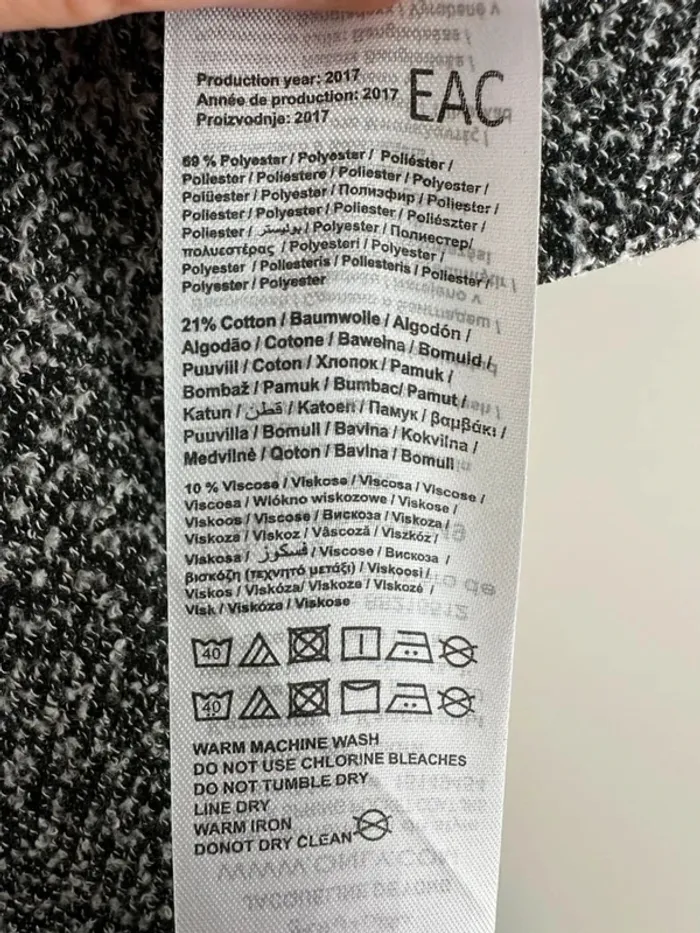 Production year: 2017
Année de production: 2017
Proizvodnje: 2017
EAC
69 % Polyester / Polyester / Poliéster /
Poliester / Poliestere / Poliester / Polyester /
Polüester / Polyester / Полиэфир / Poliester /
Poliester / Polyester / Poliester / Poliészter /
Poliester / بوليستر / Polyester / Полиестер/
πολυεστέρας / Polyesteri / Polyester /
Polyester / Poliesteris / Poliesteris / Poliester /
Polyester / Polyester
21% Cotton / Baumwolle / Algodón /
Algodão / Cotone / Bawełna / Bomuld /
Puuviil / Coton / Хлопок / Pamuk /
Bombaž / Pamuk / Bumbac/ Pamut /
Katun / قطن / Katoen / Памук / βαμβάκι /
Puuvilla / Bomull / Bavlna / Kokvilna /
Medvilnė / Qoton / Bavlna / Bomull
10 % Viscose / Viskose / Viscosa / Viscose /
Viscosa / Wlókno wiskozowe / Viskose /
Viskoos / Viscose / Вискоза / Viskoza /
Viskoza / Viskoz / Vâscoză / Viszkóz /
Viskosa / فسكوز / Viscose / Вискоза /
βισκόζη (τεχνητό μετάξι) / Viskoosi /
Viskos / Viskóza/ Viskoze / Viskozė /
Visk / Viskóza / Viskose
40
40
WARM MACHINE WASH
DO NOT USE CHLORINE BLEACHES
DO NOT TUMBLE DRY
LINE DRY
WARM IRON
DONOT DRY CLEAN